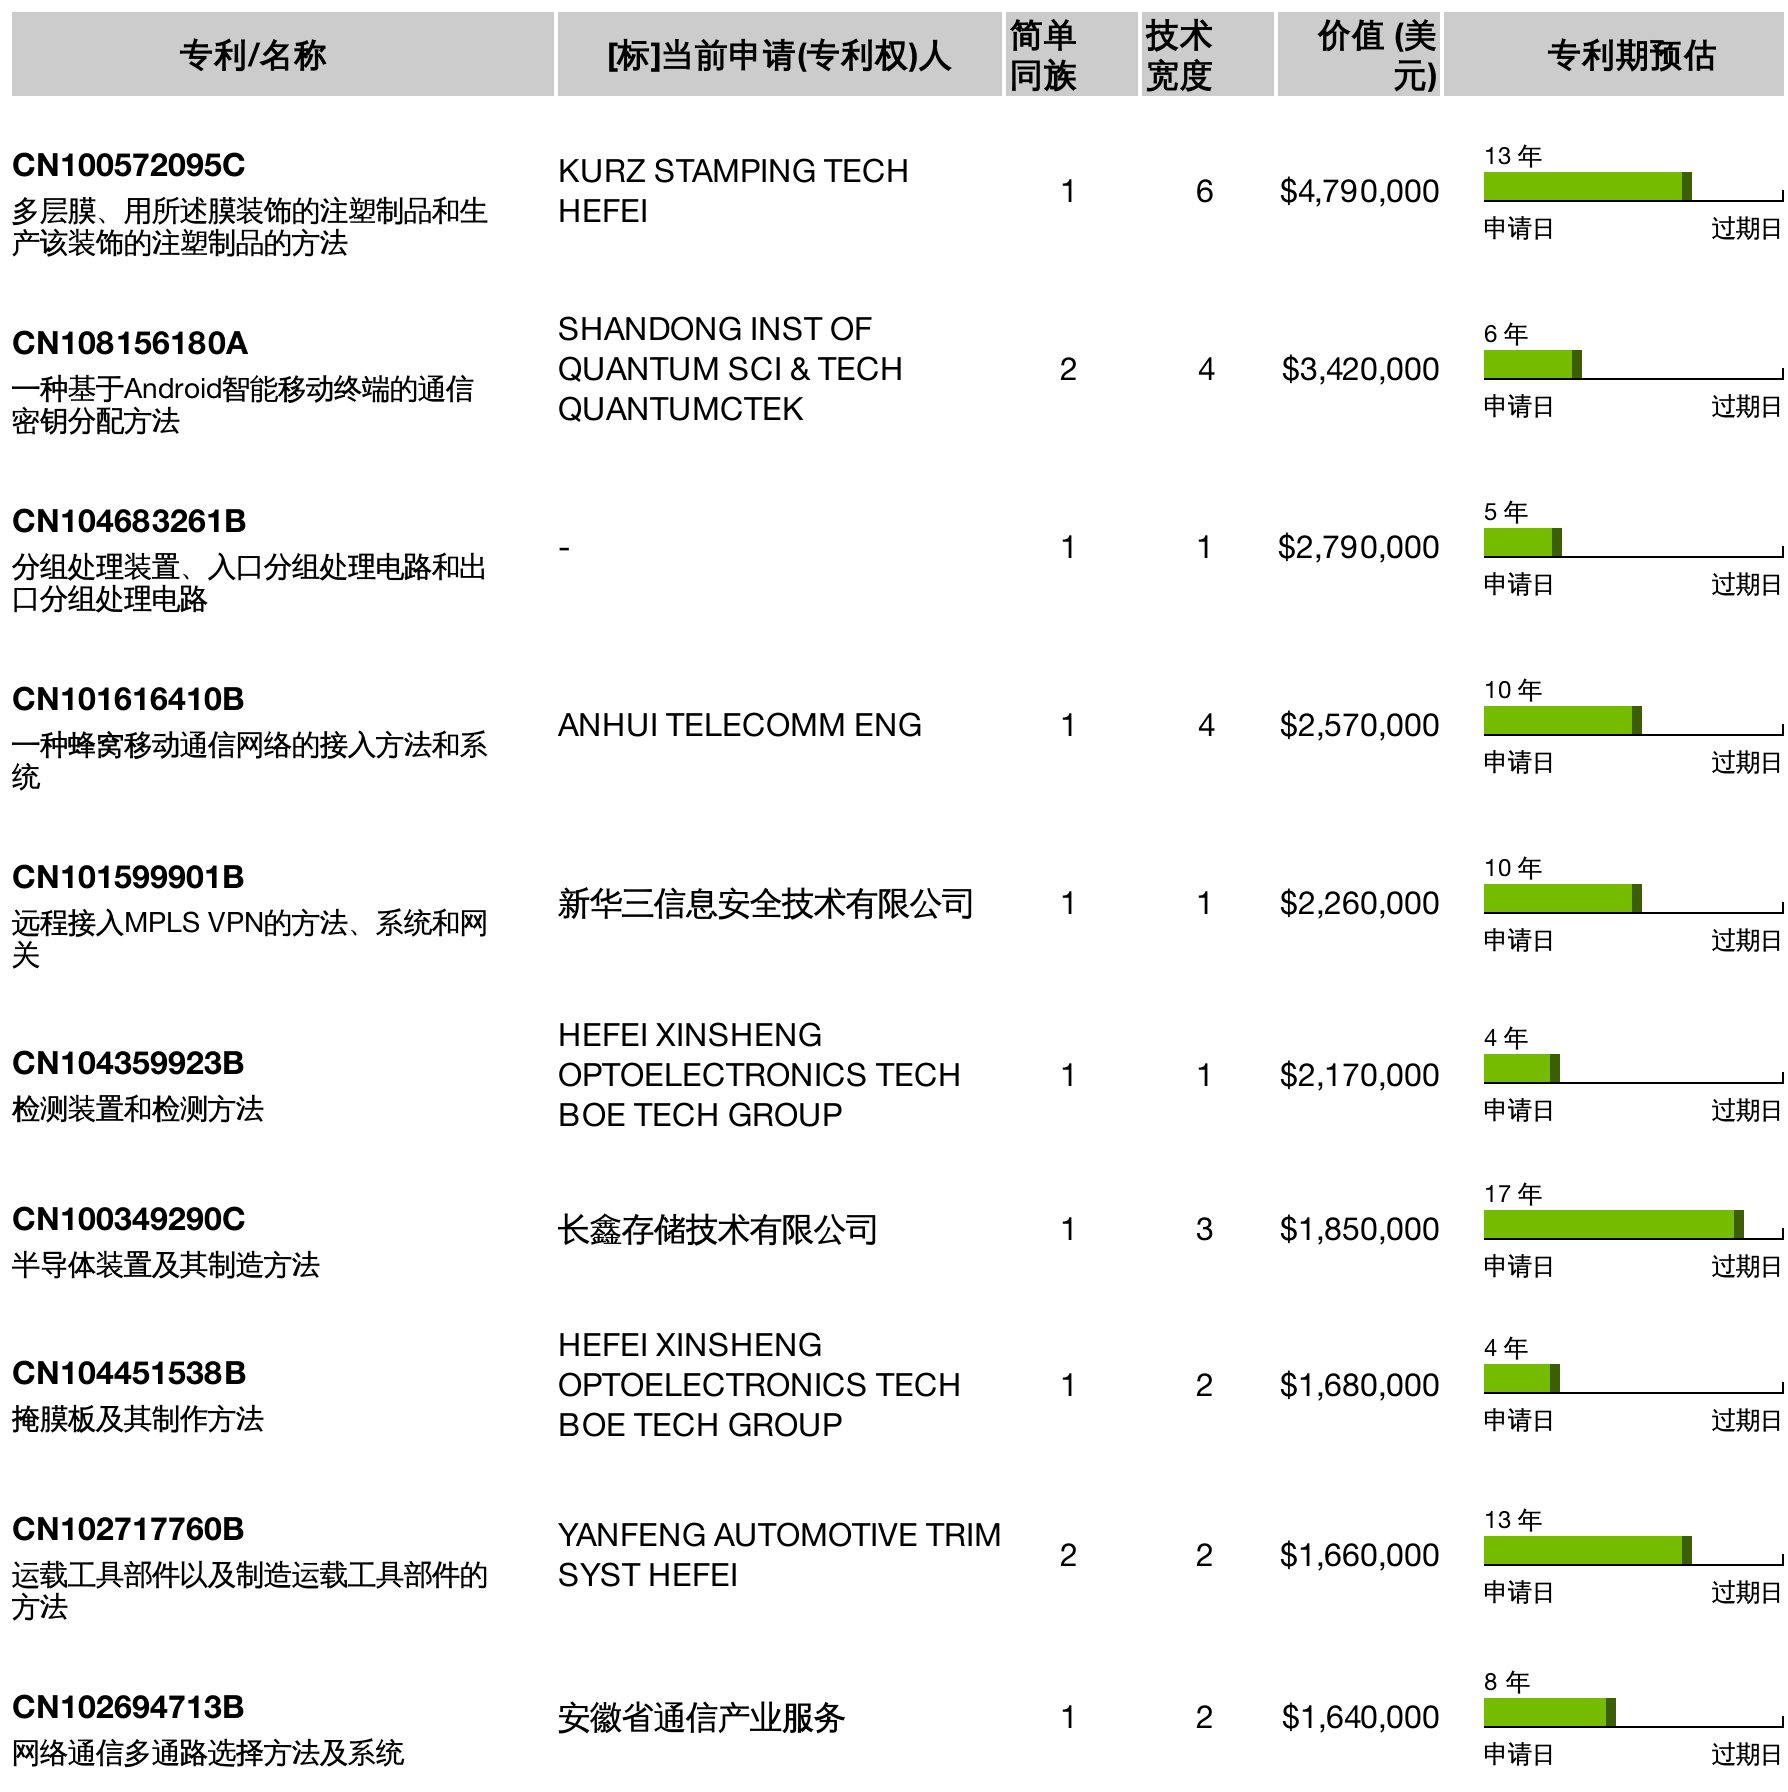 专利/名称
[标]当前申请(专利权)人
简单
同族
技术
宽度
价值 (美
元)
专利期预估
CN100572095C
多层膜、用所述膜装饰的注塑制品和生
产该装饰的注塑制品的方法
KURZ STAMPING TECH
HEFEI
1
6
$4,790,000
13 年
申请日
过期日
CN108156180A
一种基于Android智能移动终端的通信
密钥分配方法
SHANDONG INST OF
QUANTUM SCI & TECH
QUANTUMCTEK
2
4
$3,420,000
6 年
申请日
过期日
CN104683261B
分组处理装置、入口分组处理电路和出
口分组处理电路
-
1
1
$2,790,000
5 年
申请日
过期日
CN101616410B
一种蜂窝移动通信网络的接入方法和系
统
ANHUI TELECOMM ENG
1
4
$2,570,000
10 年
申请日
过期日
CN101599901B
远程接入MPLS VPN的方法、系统和网
关
新华三信息安全技术有限公司
1
1
$2,260,000
10 年
申请日
过期日
CN104359923B
检测装置和检测方法
HEFEI XINSHENG
OPTOELECTRONICS TECH
BOE TECH GROUP
1
1
$2,170,000
4 年
申请日
过期日
CN100349290C
半导体装置及其制造方法
长鑫存储技术有限公司
1
3
$1,850,000
17 年
申请日
过期日
CN104451538B
掩膜板及其制作方法
HEFEI XINSHENG
OPTOELECTRONICS TECH
BOE TECH GROUP
1
2
$1,680,000
4 年
申请日
过期日
CN102717760B
运载工具部件以及制造运载工具部件的
方法
YANFENG AUTOMOTIVE TRIM
SYST HEFEI
2
2
$1,660,000
13 年
申请日
过期日
CN102694713B
网络通信多通路选择方法及系统
安徽省通信产业服务
1
2
$1,640,000
8 年
申请日
过期日